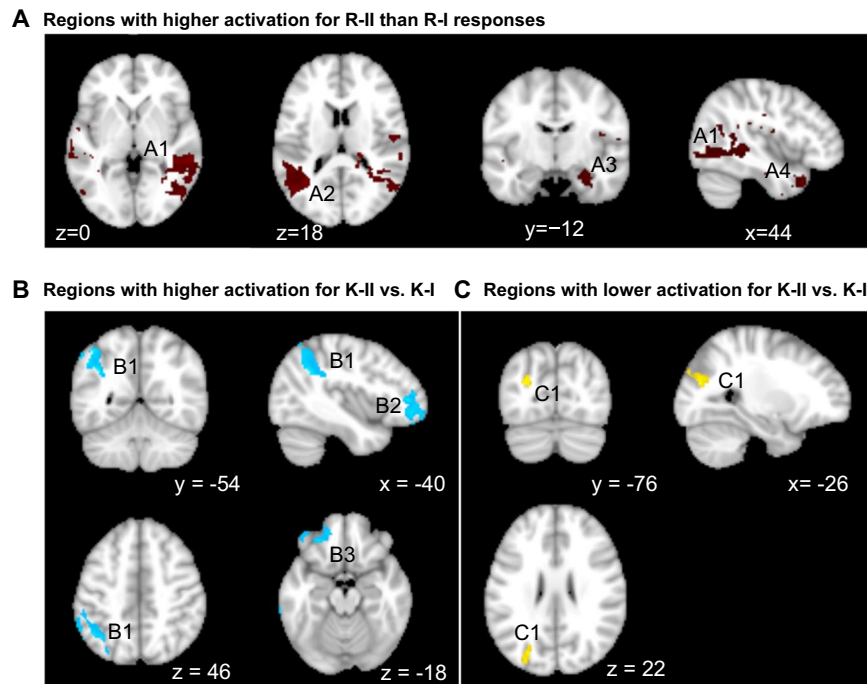 A Regions with higher activation for R-II than R-I responses
A1
A2
A3
A1
A4
z=0
z=18
y=−12
x=44
B Regions with higher activation for K-II vs. K-I
B1
B1
B2
y = -54
x = -40
B1
B3
z = 46
z = -18
C Regions with lower activation for K-II vs. K-I
C1
C1
y = -76
x= -26
C1
z = 22